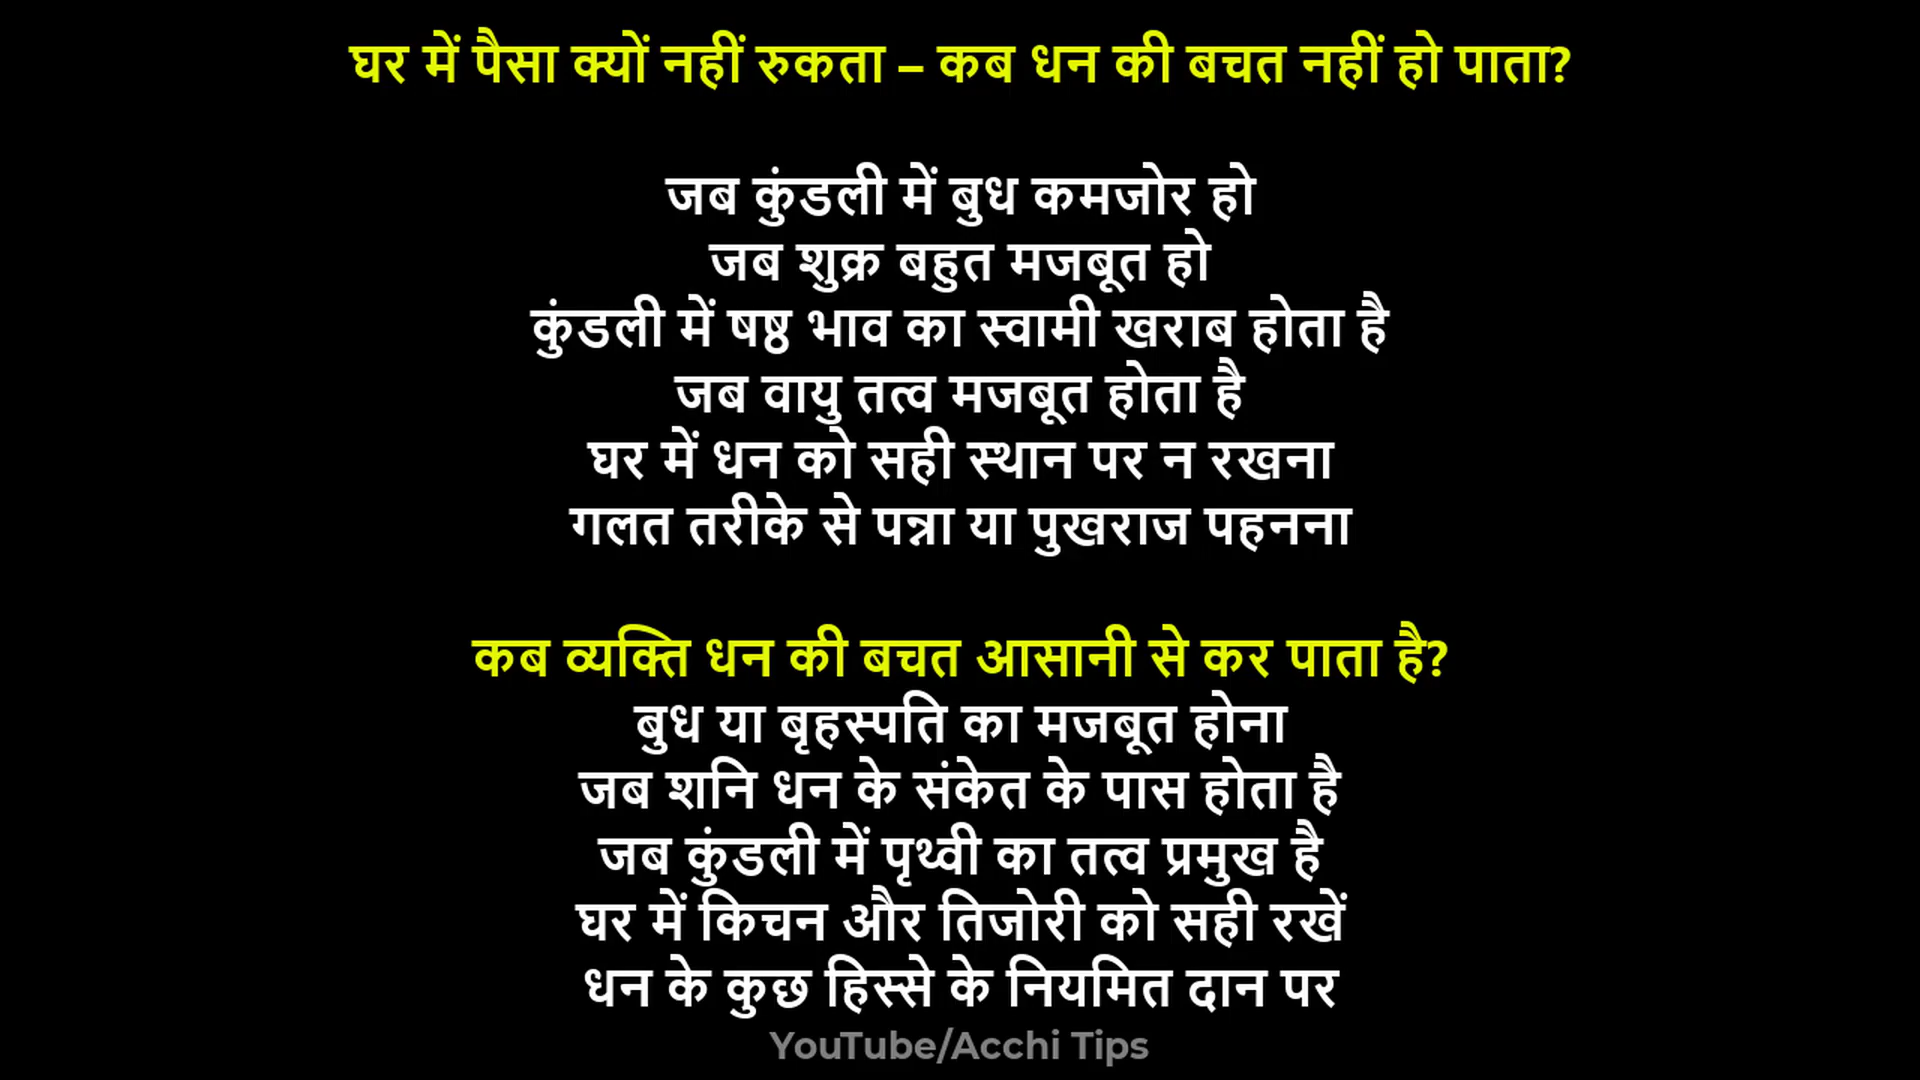 घर में पैसा क्यों नहीं रुकता – कब धन की बचत नहीं हो पाता?
जब कुंडली में बुध कमजोर हो
जब शुक्र बहुत मजबूत हो
कुंडली में षष्ठ भाव का स्वामी खराब होता है
जब वायु तत्व मजबूत होता है
घर में धन को सही स्थान पर न रखना
गलत तरीके से पन्ना या पुखराज पहनना
कब व्यक्ति धन की बचत आसानी से कर पाता है?
बुध या बृहस्पति का मजबूत होना
जब शनि धन के संकेत के पास होता है
जब कुंडली में पृथ्वी का तत्व प्रमुख है
घर में किचन और तिजोरी को सही रखें
धन के कुछ हिस्से के नियमित दान पर
YouTube/Acchi Tips